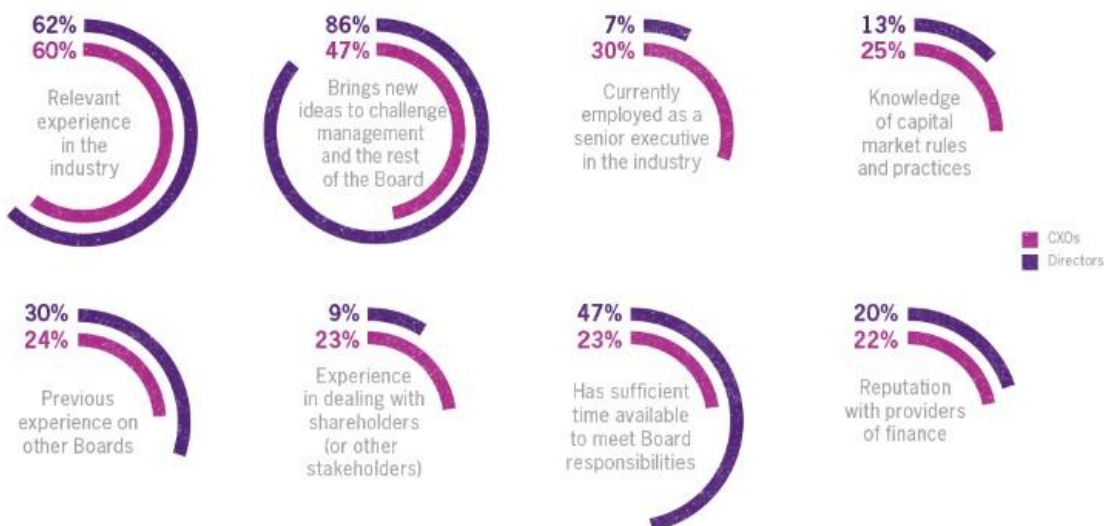 62%
60%
Relevant
experience
in the
industry
86%
47%
Brings new
ideas to challenge
management
and the rest
of the Board
7%
30%
Currently
employed as a
senior executive
in the industry
13%
25%
Knowledge
of capital
market rules
and practices
CXOs
Directors
30%
24%
Previous
experience on
other Boards
9%
23%
Experience
in dealing with
shareholders
(or other
stakeholders)
47%
23%
Has sufficient
time available
to meet Board
responsibilities
20%
22%
Reputation
with providers
of finance